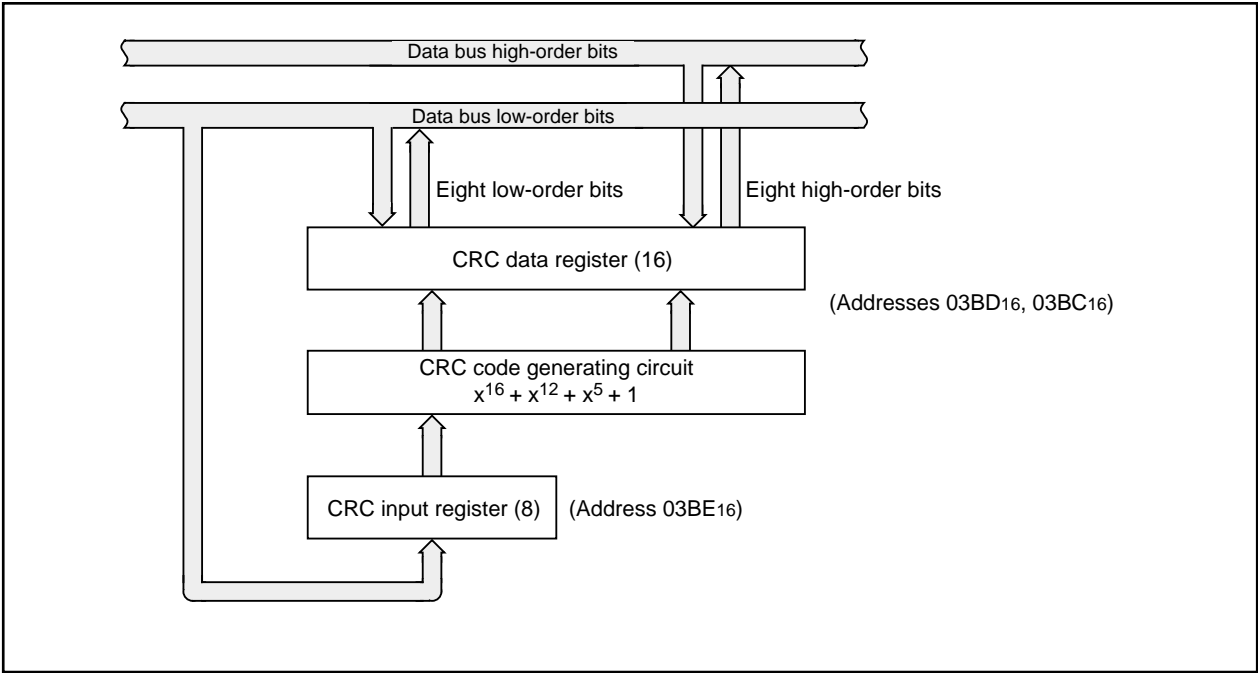 Data bus high-order bits
Data bus low-order bits
Eight low-order bits
Eight high-order bits
CRC data register (16)
(Addresses 03BD16, 03BC16)
CRC code generating circuit
x16 + x12 + x5 + 1
CRC input register (8)
(Address 03BE16)